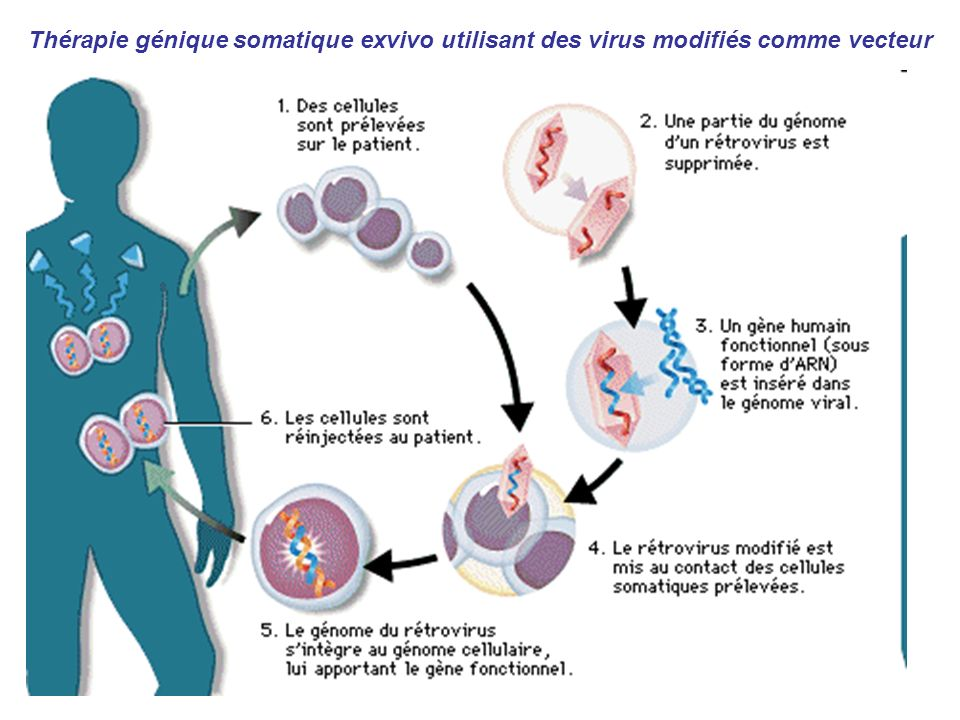 Thérapie génique somatique exvivo utilisant des virus modifiés comme vecteur
1. Des cellules
sont prélevées
sur le patient.
2. Une partie du génome
d'un rétrovirus est
supprimée.
3. Un gène humain
fonctionnel (sous
forme d'ARN)
est inséré dans
le génome viral.
4. Le rétrovirus modifié est
mis au contact des cellules
somatiques prélevées.
5. Le génome du rétrovirus
s'intègre au génome cellulaire,
lui apportant le gène fonctionnel.
6. Les cellules sont
réinjectées au patient.